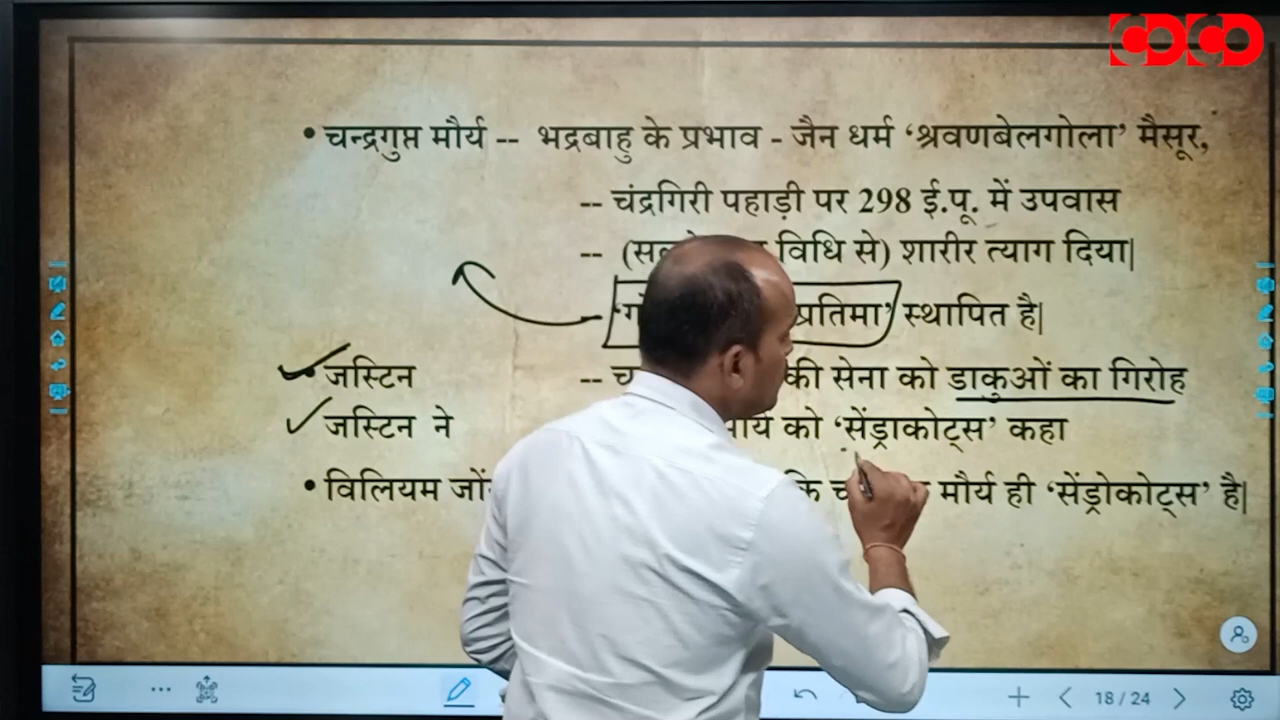 • चन्द्रगुप्त मौर्य -- भद्रबाहु के प्रभाव - जैन धर्म ‘श्रवणबेलगोला’ मैसूर,
-- चंद्रगिरी पहाड़ी पर 298 ई.पू. में उपवास
-- विधि से) शारीर त्याग दिया|
प्रतिमा’ स्थापित है|
जस्टिन -- की सेना को डाकुओं का गिरोह
जस्टिन ने को ‘सेंड्राकोट्स’ कहा
• विलियम मौर्य ही ‘सेंड्रोकोट्स’ है|
18 / 24